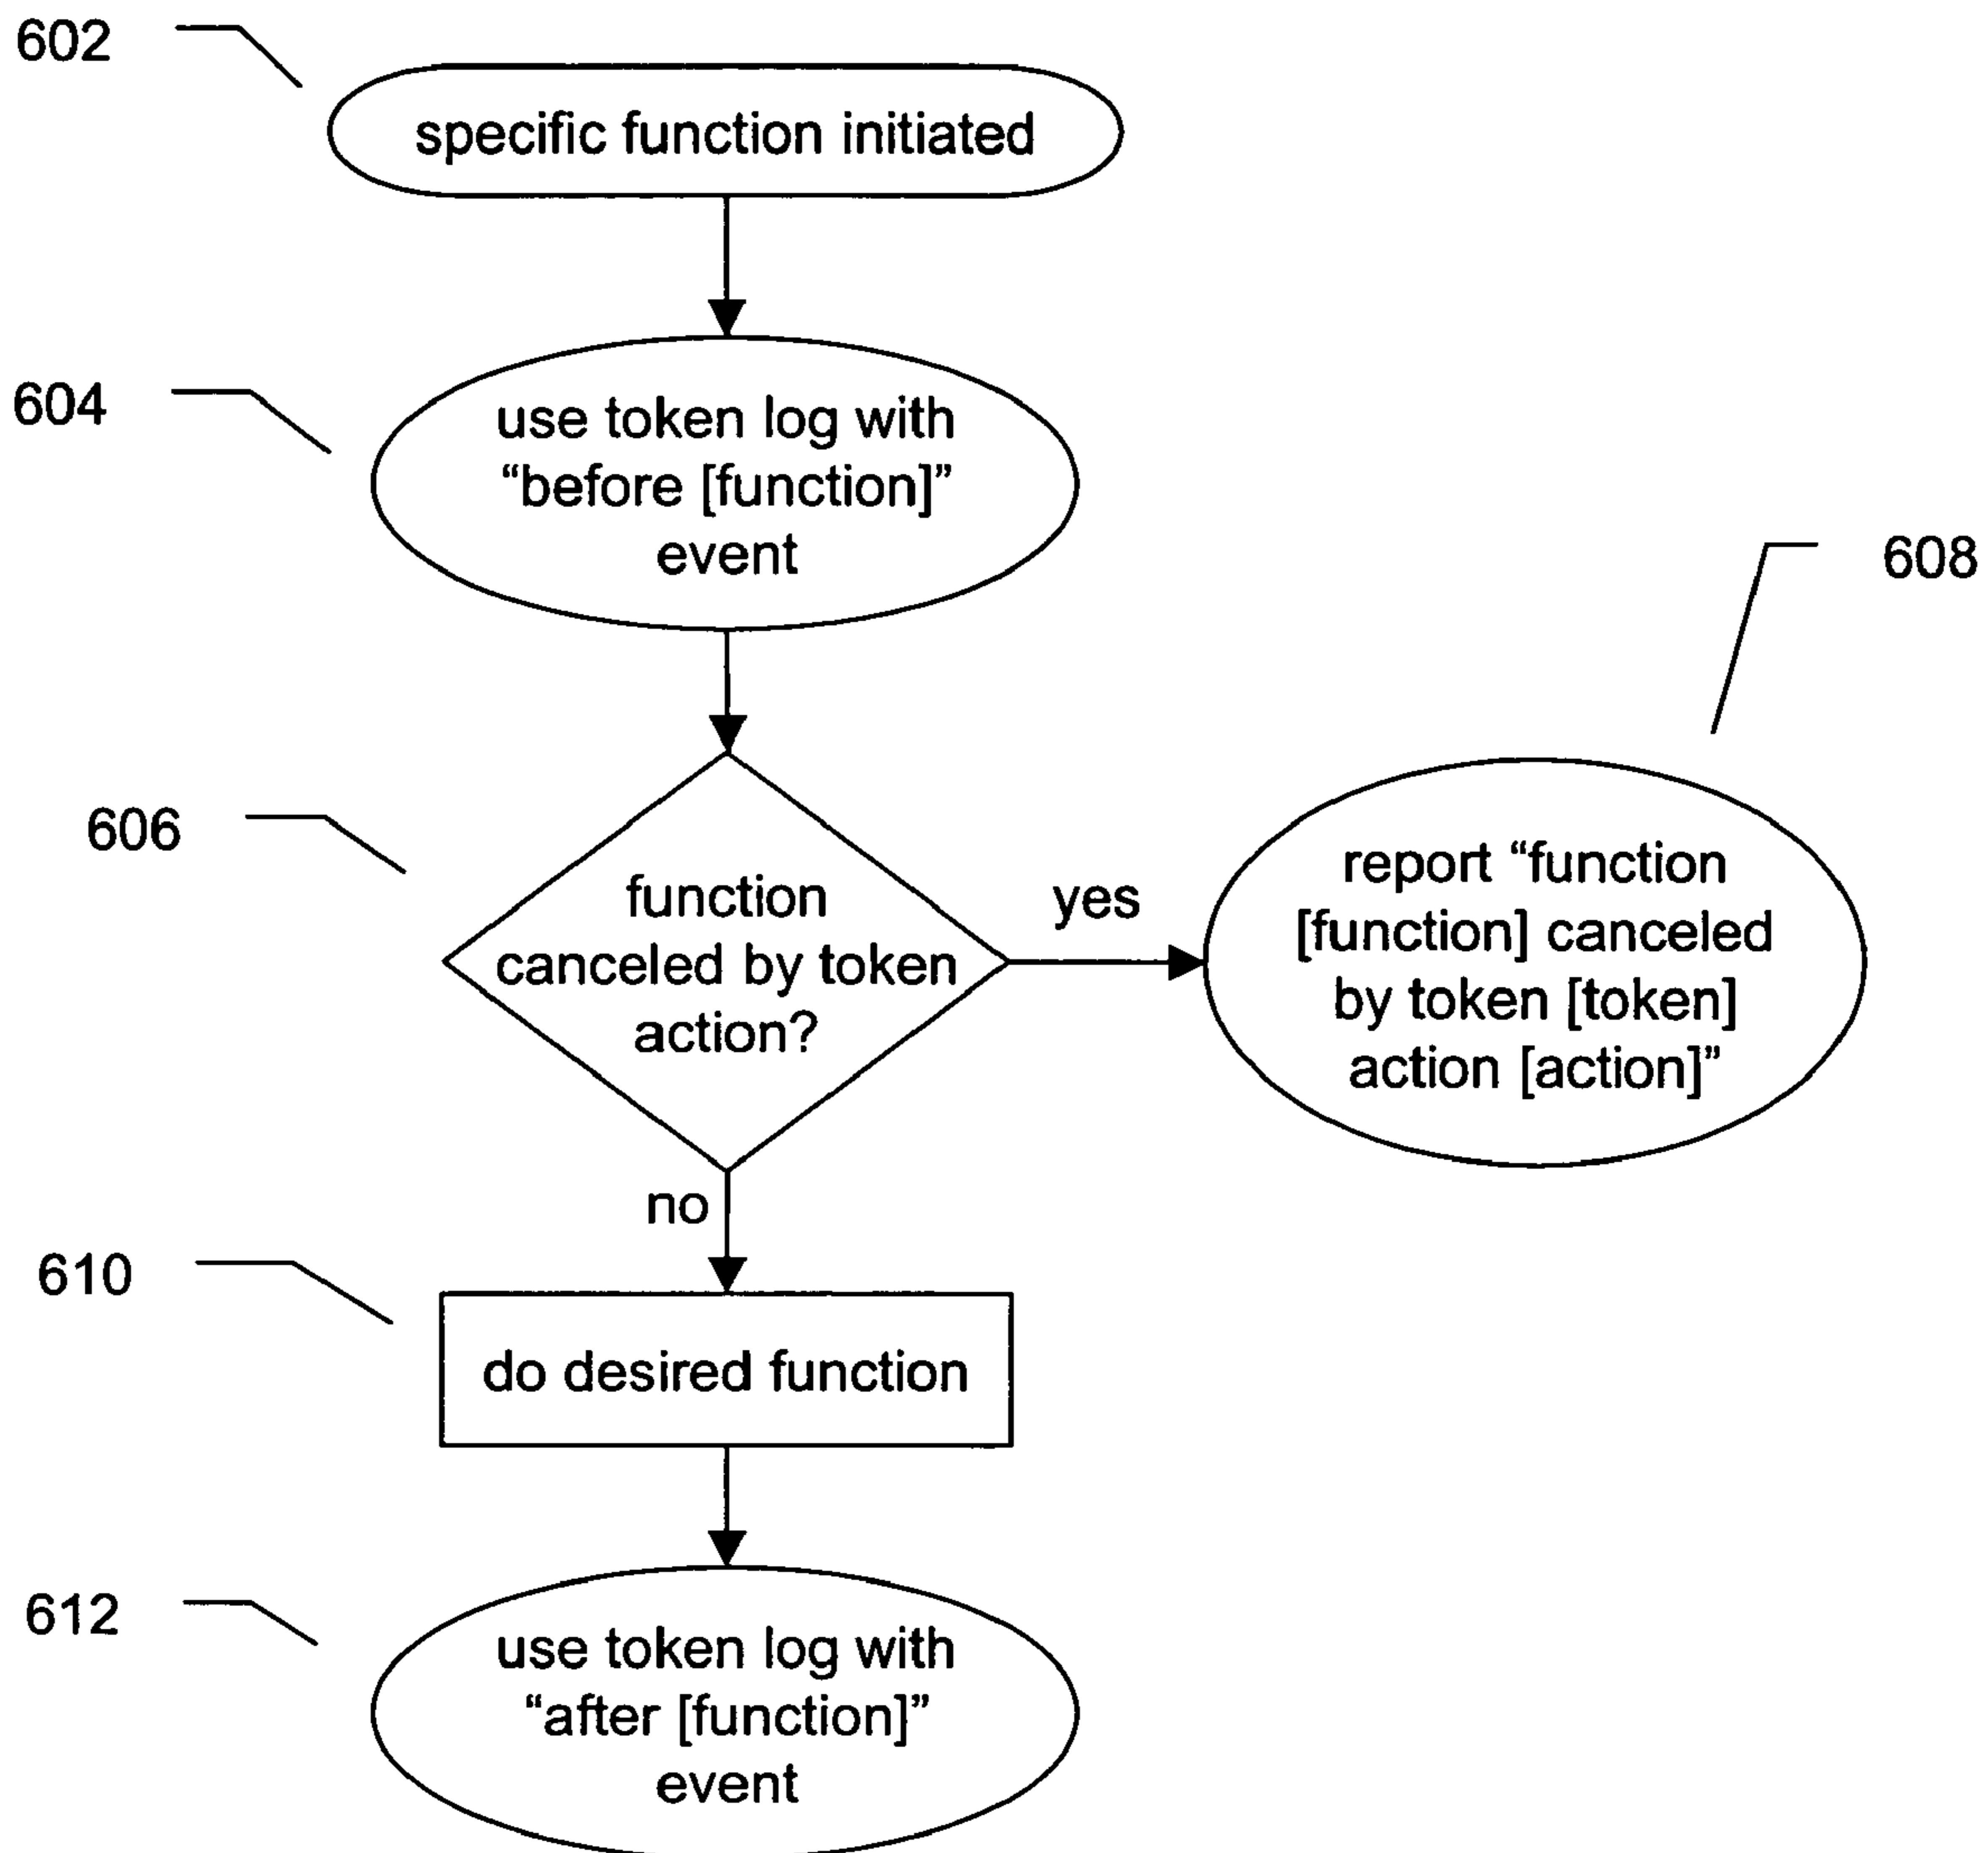 602
specific function initiated
604
use token log with
“before [function]”
event
606
function
canceled by token
action?
yes
608
report “function
[function] canceled
by token [token]
action [action]”
no
610
do desired function
612
use token log with
“after [function]”
event